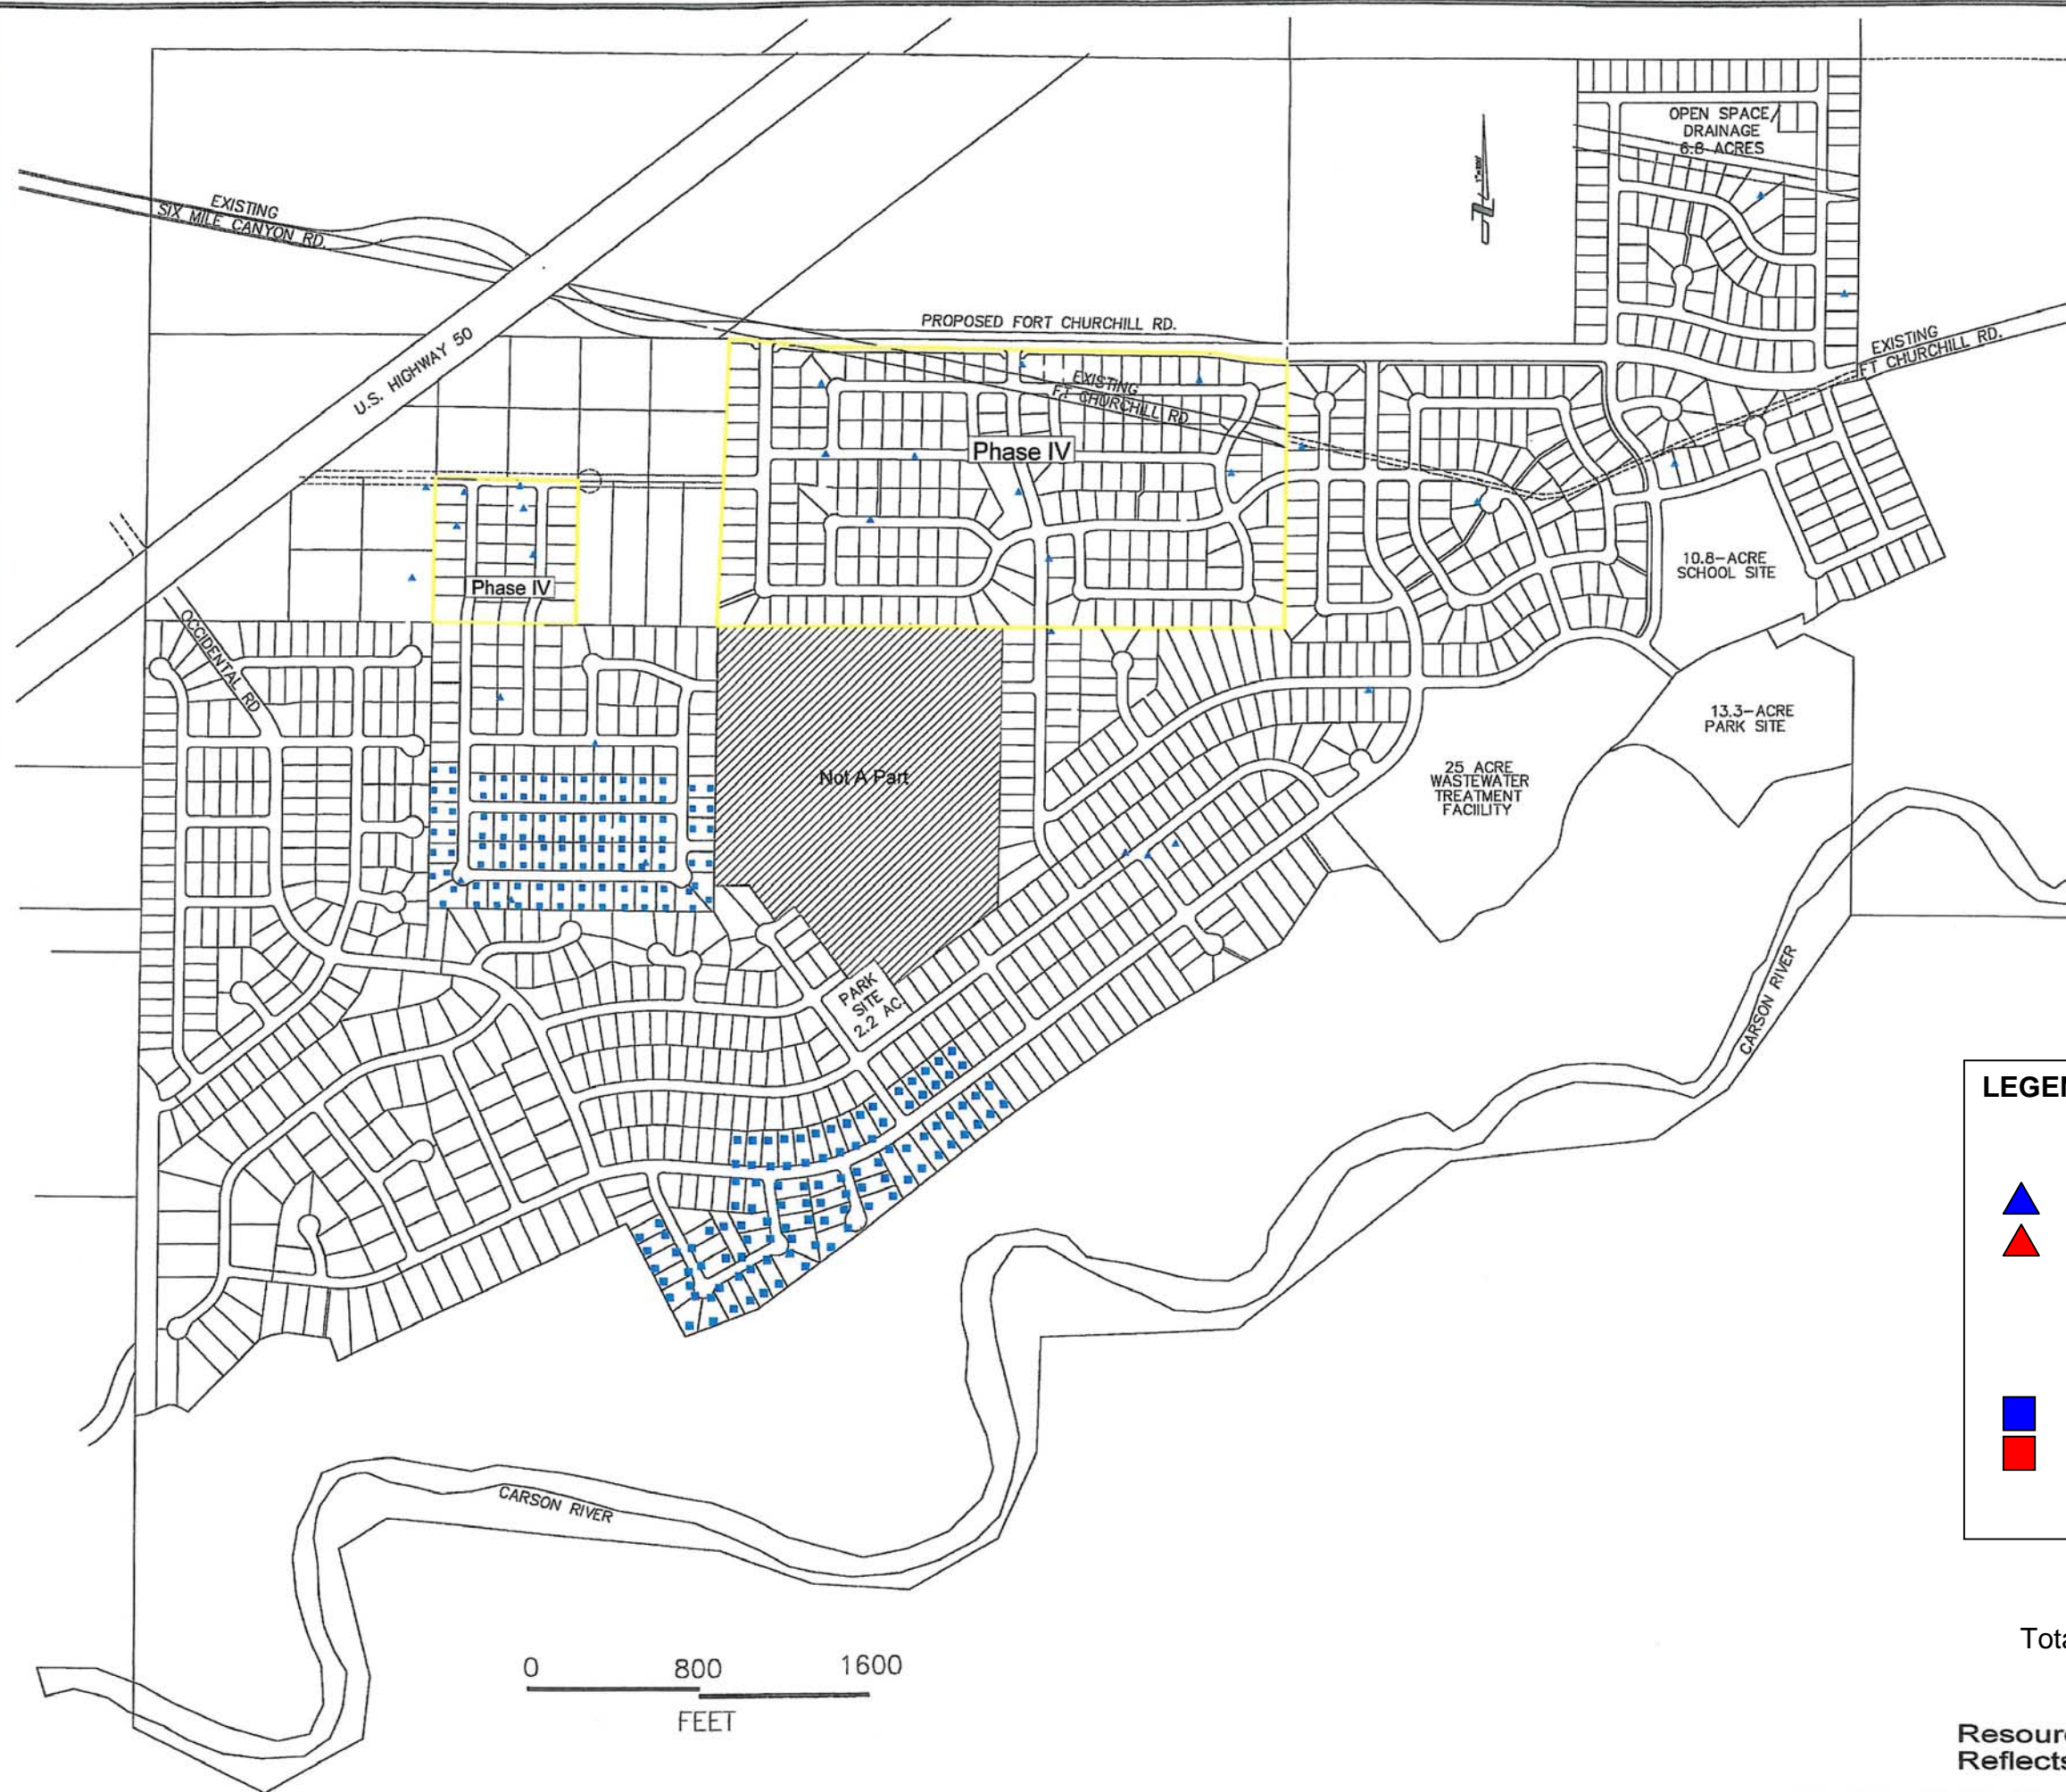 EXISTING
SIX MILE CANYON RD.
U.S. HIGHWAY 50
PROPOSED FORT CHURCHILL RD.
OPEN SPACE/
DRAINAGE
6.8 ACRES
EXISTING
FT CHURCHILL RD.
EXISTING
FT CHURCHILL RD
Phase IV
Phase IV
OCCIDENTAL RD
10.8-ACRE
SCHOOL SITE
13.3-ACRE
PARK SITE
Not A Part
25 ACRE
WASTEWATER
TREATMENT
FACIILITY
PARK
SITE
2.2 AC.
CARSON RIVER
CARSON RIVER
LEGEN
0 800 1600
FEET
Tota
Resour
Reflects